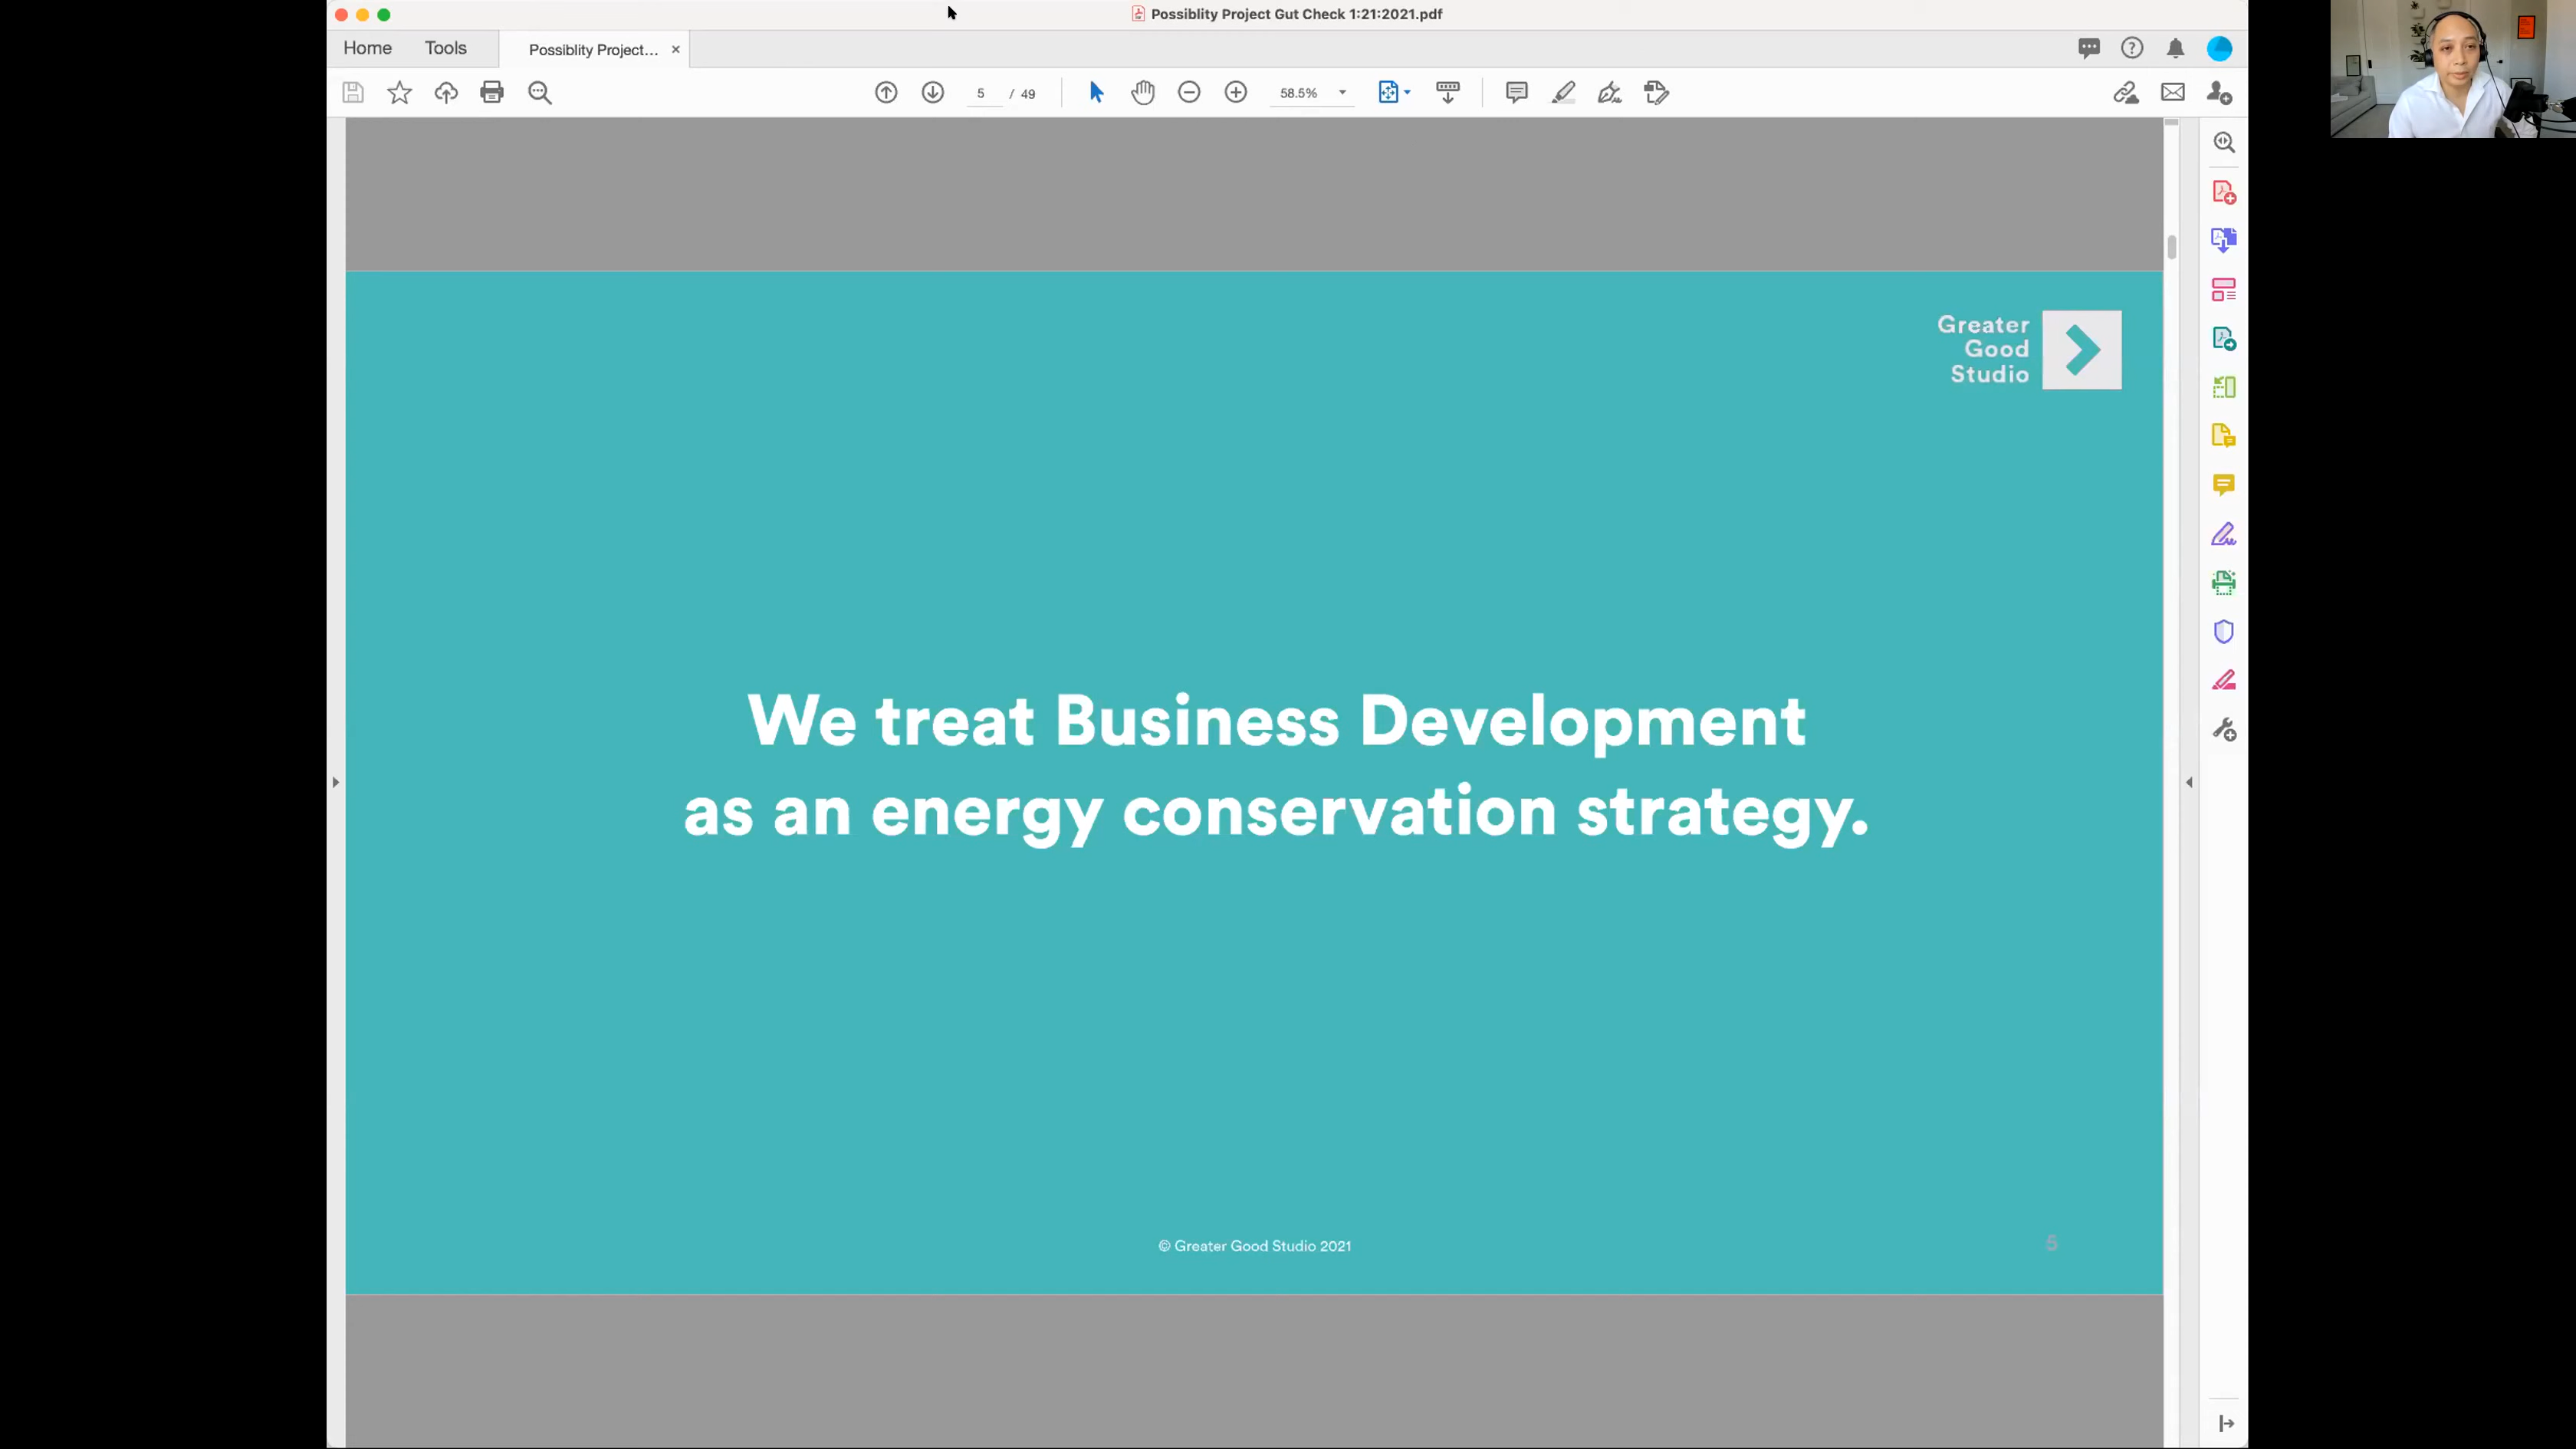 Possiblity Project Gut Check 1:21:2021.pdf
Home
Tools
Possiblity Project...
5 / 49
58.5%
Greater
Good
Studio
We treat Business Development
as an energy conservation strategy.
© Greater Good Studio 2021
5